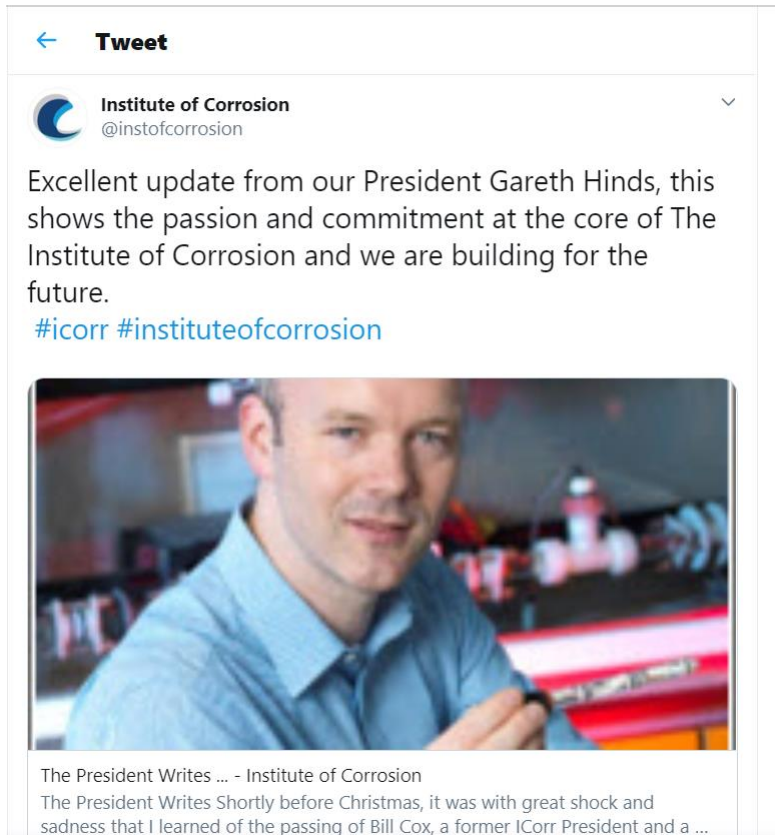 Tweet
Institute of Corrosion
@instofcorrosion
Excellent update from our President Gareth Hinds, this
shows the passion and commitment at the core of The
Institute of Corrosion and we are building for the
future.
#icorr #instituteofcorrosion
The President Writes ... - Institute of Corrosion
The President Writes Shortly before Christmas, it was with great shock and
sadness that I learned of the passing of Bill Cox, a former ICorr President and a ...